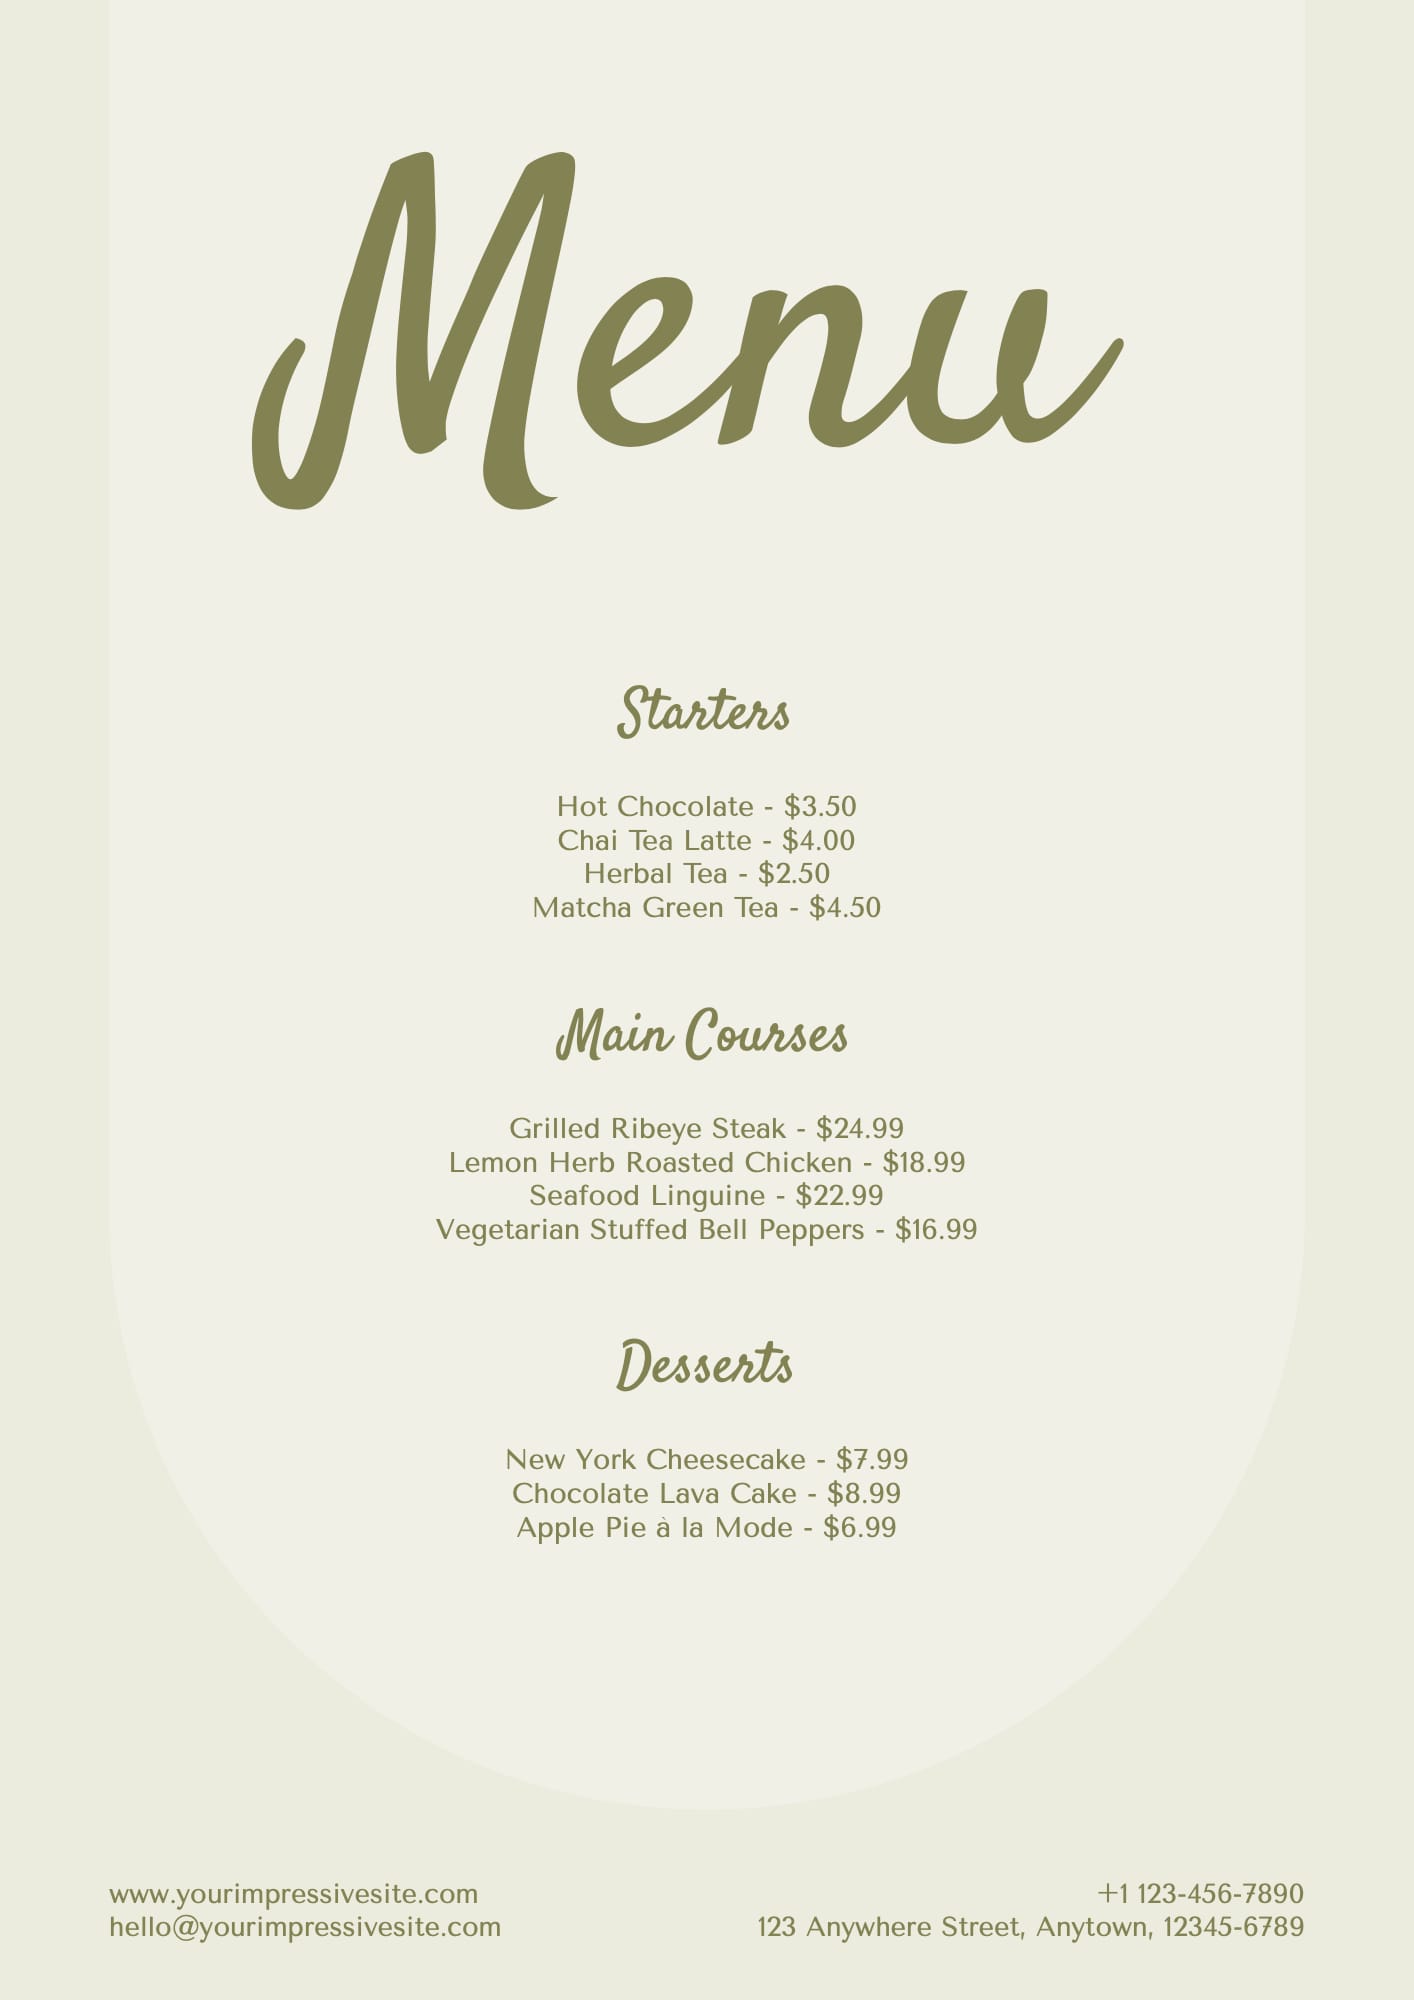 Menu
Starters
Hot Chocolate - $3.50
Chai Tea Latte - $4.00
Herbal Tea - $2.50
Matcha Green Tea - $4.50
Main Courses
Grilled Ribeye Steak - $24.99
Lemon Herb Roasted Chicken - $18.99
Seafood Linguine - $22.99
Vegetarian Stuffed Bell Peppers - $16.99
Desserts
New York Cheesecake - $7.99
Chocolate Lava Cake - $8.99
Apple Pie à la Mode - $6.99
www.yourimpressivesite.com
hello@yourimpressivesite.com
+1 123-456-7890
123 Anywhere Street, Anytown, 12345-6789